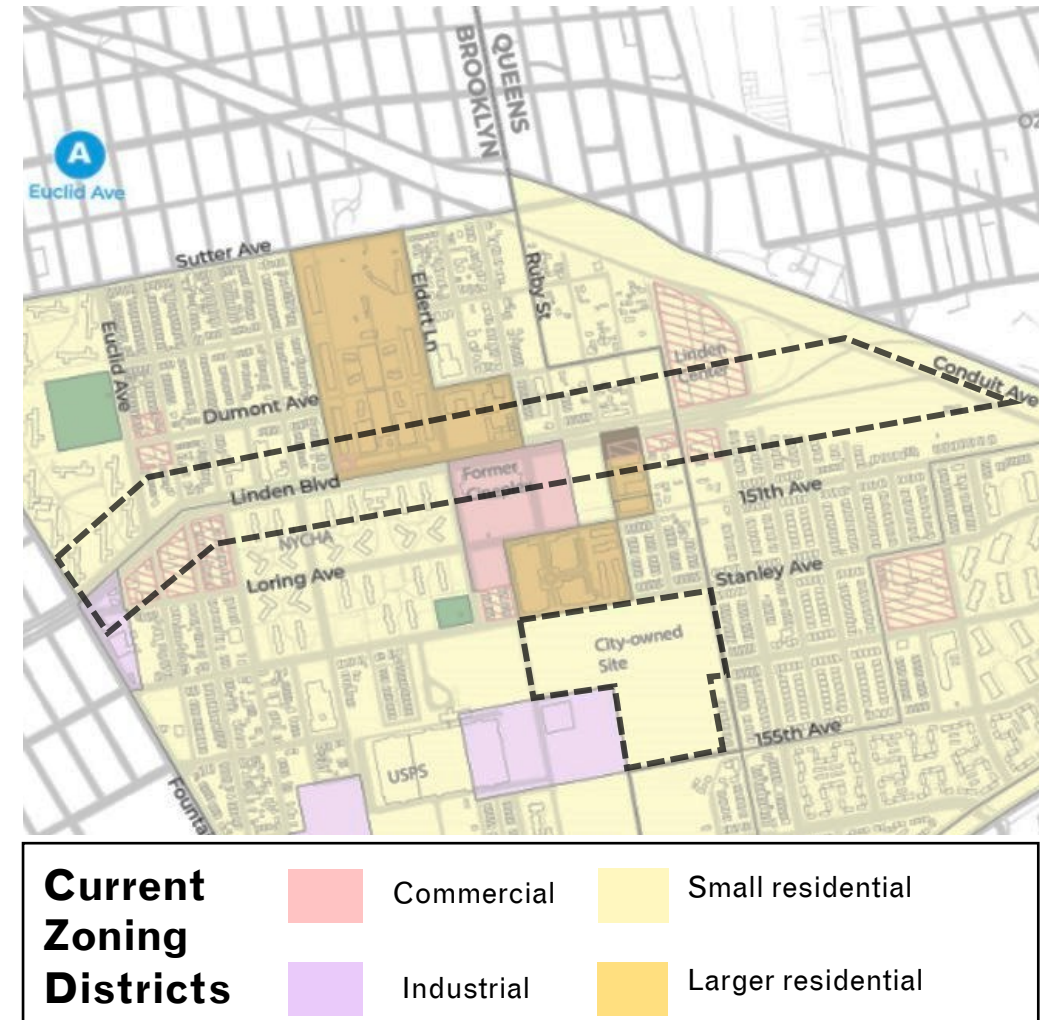 QUEENS
BROOKLYN
A
Euclid Ave
Sutter Ave
Ruby St
Eldert Ln
Euclid Ave
Linden
Center
Conduit Ave
Dumont Ave
Former
Linden Blvd
151th Ave
NYCHA
Loring Ave
Stanley Ave
City-owned
Site
155th Ave
USPS
Founta
OZ
Current
Zoning
Districts
Commercial
Small residential
Industrial
Larger residential